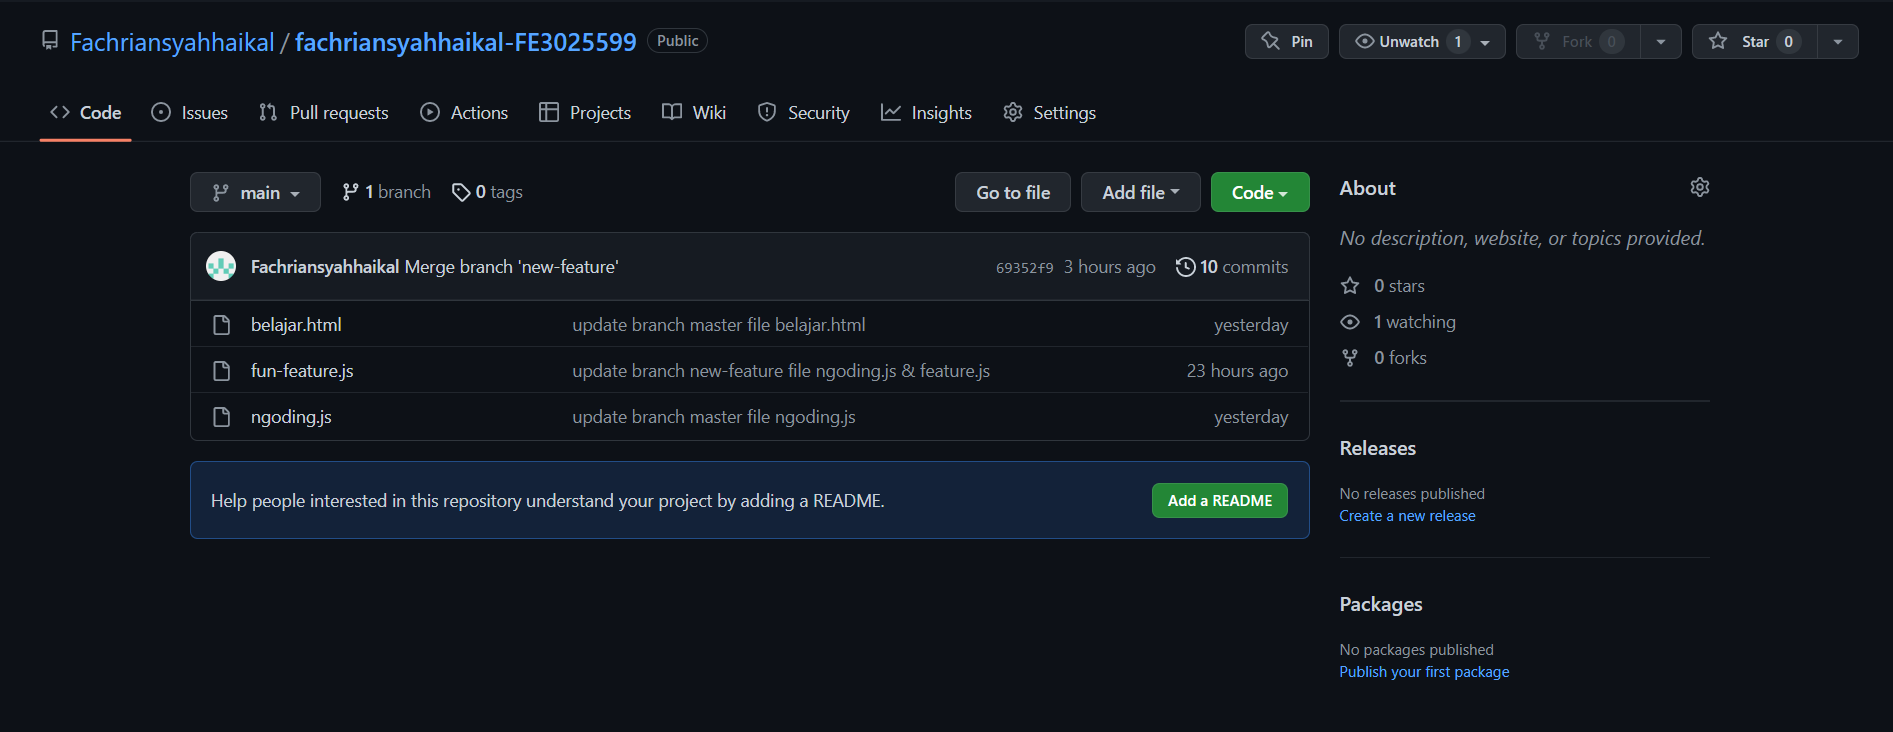 Fachriansyahhaikal / fachriansyahhaikal-FE3025599 Public Pin Unwatch 1 Fork 0 Star 0
Code Issues Pull requests Actions Projects Wiki Security Insights Settings
main 1 branch 0 tags Go to file Add file Code
Fachriansyahhaikal Merge branch 'new-feature' 69352f9 3 hours ago 10 commits
belajar.html update branch master file belajar.html yesterday
fun-feature.js update branch new-feature file ngoding.js & feature.js 23 hours ago
ngoding.js update branch master file ngoding.js yesterday
Help people interested in this repository understand your project by adding a README. Add a README
About
No description, website, or topics provided.
0 stars
1 watching
0 forks
Releases
No releases published
Create a new release
Packages
No packages published
Publish your first package